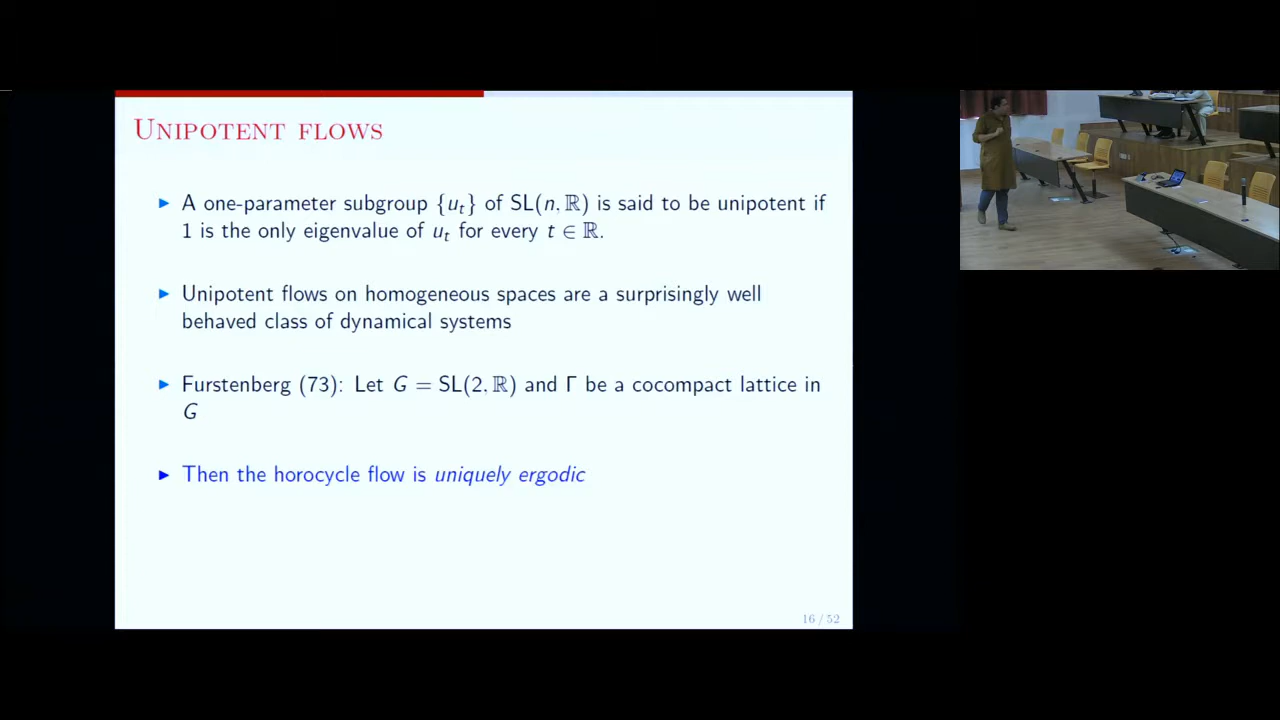 UNIPOTENT FLOWS
▶ A one-parameter subgroup {u_t} of SL(n, ℝ) is said to be unipotent if
1 is the only eigenvalue of u_t for every t ∈ ℝ.
▶ Unipotent flows on homogeneous spaces are a surprisingly well
behaved class of dynamical systems
▶ Furstenberg (73): Let G = SL(2, ℝ) and Γ be a cocompact lattice in
G
▶ Then the horocycle flow is uniquely ergodic
16 / 52